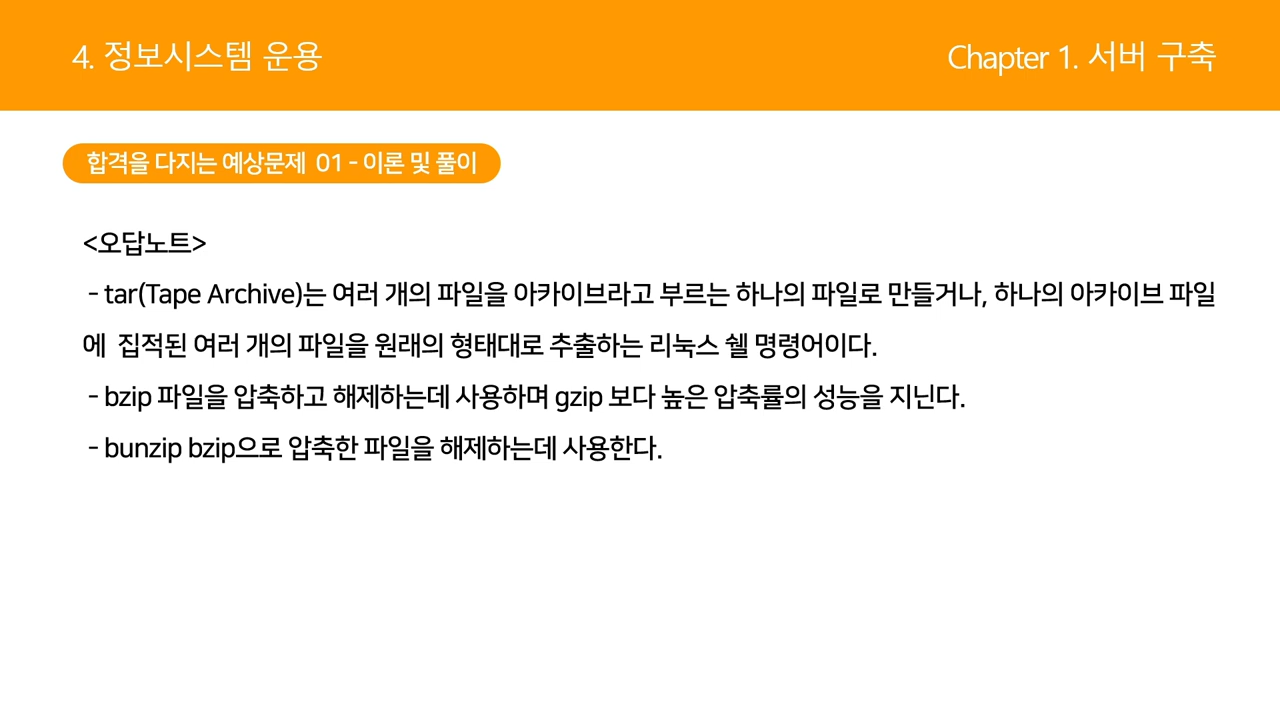 4. 정보시스템 운용
Chapter 1. 서버 구축
합격을 다지는 예상문제 01 - 이론 및 풀이
<오답노트>
- tar(Tape Archive)는 여러 개의 파일을 아카이브라고 부르는 하나의 파일로 만들거나, 하나의 아카이브 파일
에 집적된 여러 개의 파일을 원래의 형태대로 추출하는 리눅스 쉘 명령어이다.
- bzip 파일을 압축하고 해제하는데 사용하며 gzip 보다 높은 압축률의 성능을 지닌다.
- bunzip bzip으로 압축한 파일을 해제하는데 사용한다.